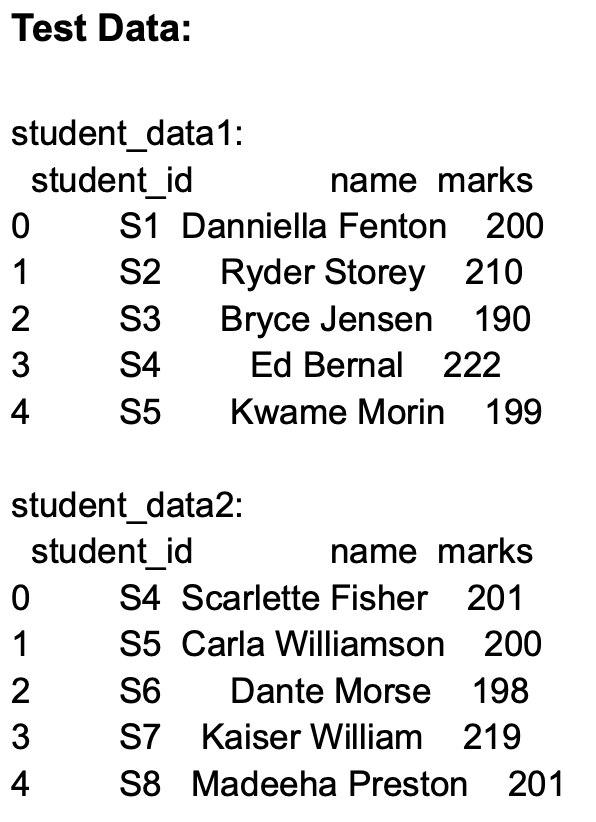 Test Data:
student_data1:
student_id name marks
0 S1 Danniella Fenton 200
1 S2 Ryder Storey 210
2 S3 Bryce Jensen 190
3 S4 Ed Bernal 222
4 S5 Kwame Morin 199
student_data2:
student_id name marks
0 S4 Scarlette Fisher 201
1 S5 Carla Williamson 200
2 S6 Dante Morse 198
3 S7 Kaiser William 219
4 S8 Madeeha Preston 201